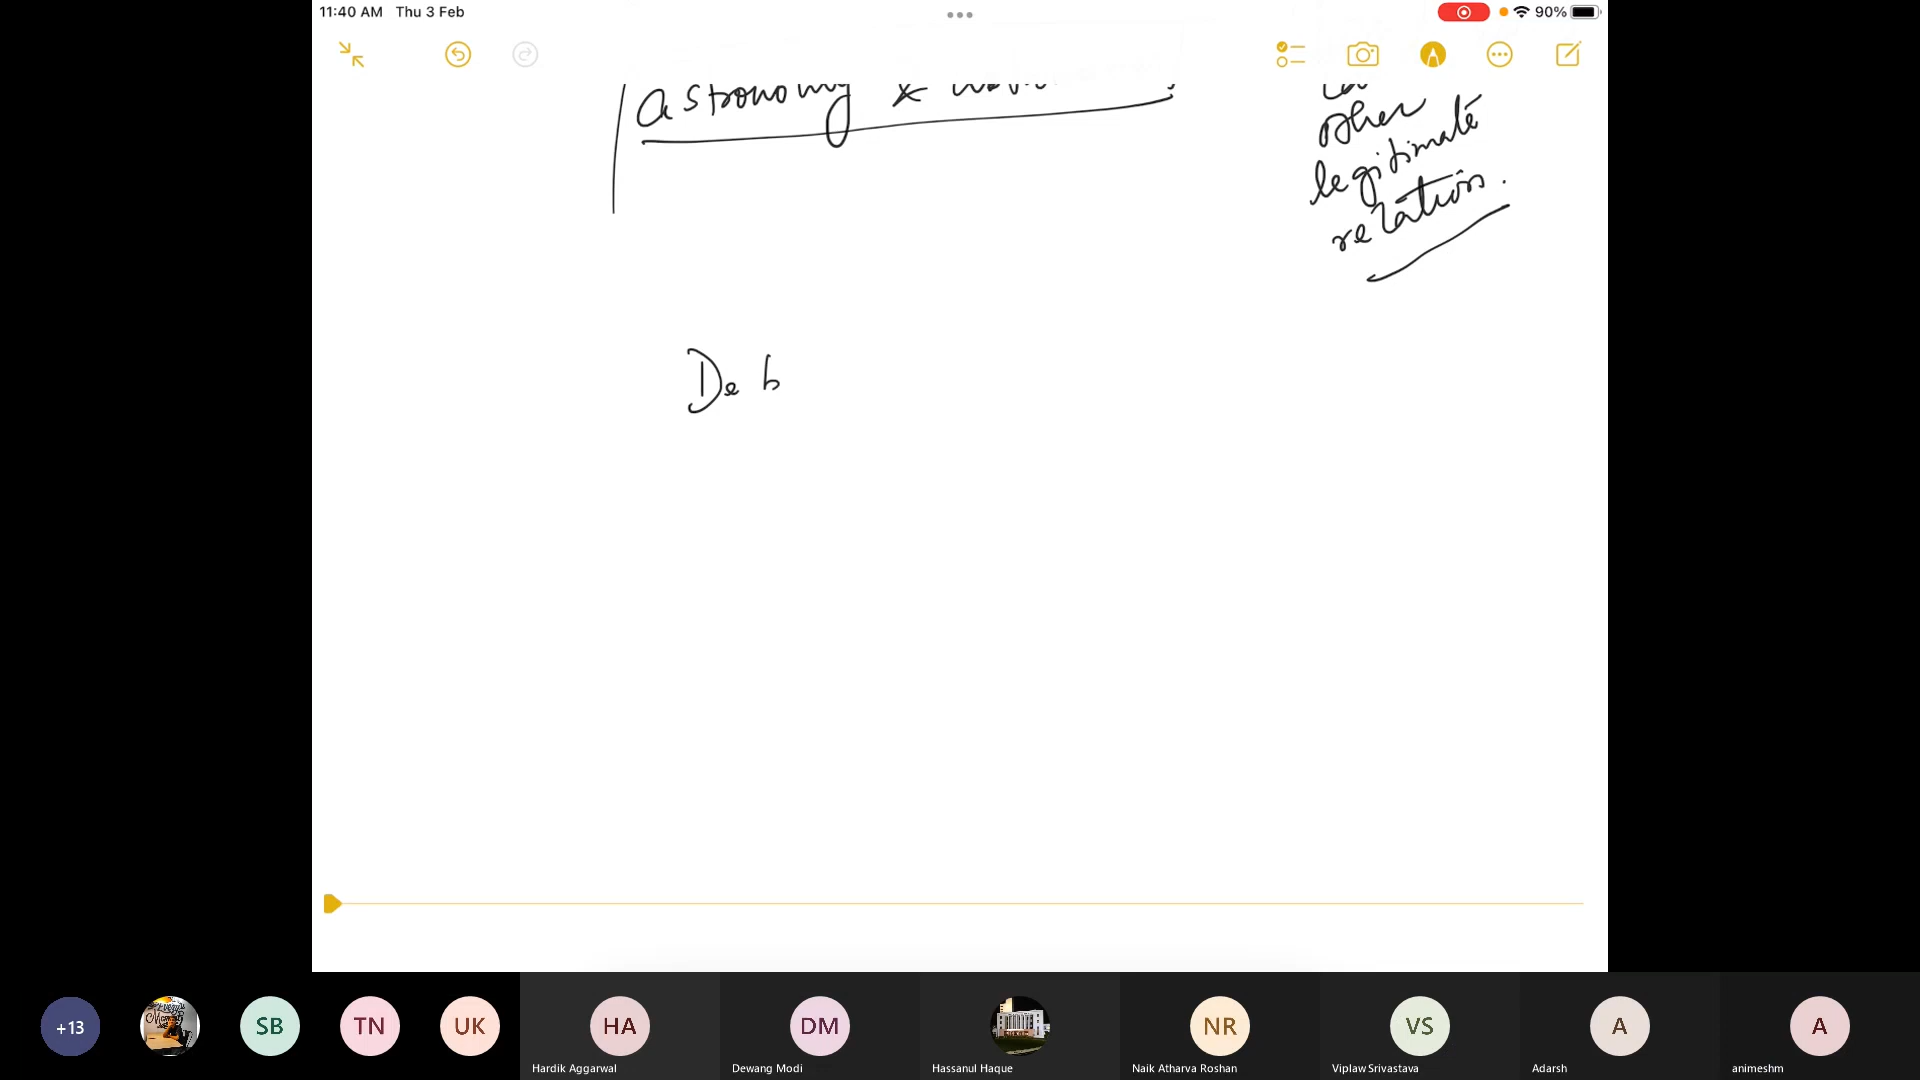 11:40 AM Thu 3 Feb
90%
astronomy &
other
legitimate
relation.
De b
+13
SB
TN
UK
HA
DM
NR
VS
A
A
Hardik Aggarwal
Dewang Modi
Hassanul Haque
Naik Atharva Roshan
Viplaw Srivastava
Adarsh
animeshm